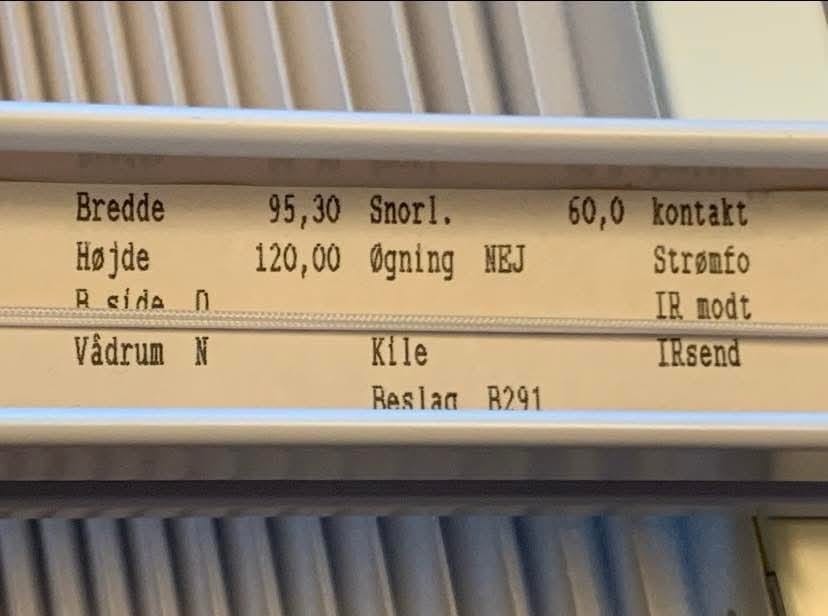 Bredde 95,30 Snorl. 60,0 kontakt
Højde 120,00 Øgning NEJ Strømfo
B side IR modt
Vådrum N Kile IRsend
Beslag B291